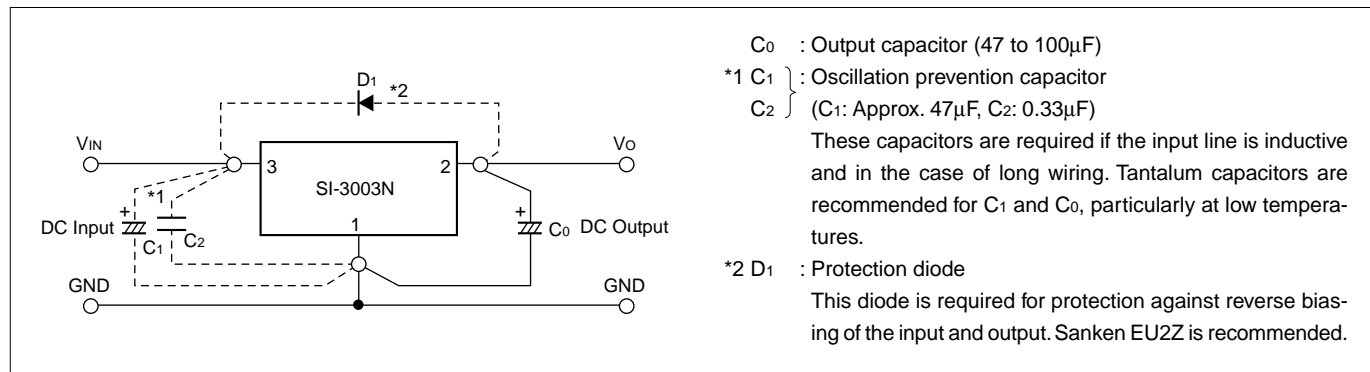 D1 *2
VIN
3
SI-3003N
2
VO
*1
1
DC Input
+
C1
C2
+
C0
DC Output
GND
GND
C0 : Output capacitor (47 to 100µF)
*1 C1 : Oscillation prevention capacitor
C2 (C1: Approx. 47µF, C2: 0.33µF)
These capacitors are required if the input line is inductive
and in the case of long wiring. Tantalum capacitors are
recommended for C1 and C0, particularly at low tempera-
tures.
*2 D1 : Protection diode
This diode is required for protection against reverse bias-
ing of the input and output. Sanken EU2Z is recommended.